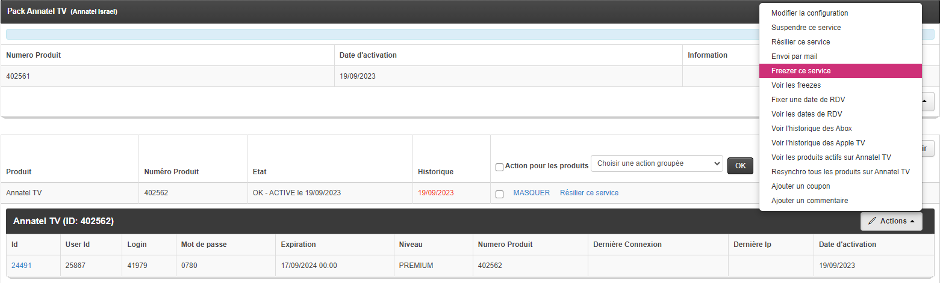 Pack Annatel TV (Annatel Israel)
Modifier la configuration
Suspendre ce service
Résilier ce service
Envoi par mail
Freezer ce service
Voir les freezes
Fixer une date de RDV
Voir les dates de RDV
Voir l'historique des Abox
Voir l'historique des Apple TV
Voir les produits actifs sur Annatel TV
Resynchro tous les produits sur Annatel TV
Ajouter un coupon
Ajouter un commentaire
Numero Produit Date d'activation Information
402561 19/09/2023
Produit Numéro Produit Etat Historique Action pour les produits Choisir une action groupée OK
Annatel TV 402562 OK - ACTIVE le 19/09/2023 19/09/2023 MASQUER Résilier ce service
Annatel TV (ID: 402562) Actions
Id User Id Login Mot de passe Expiration Niveau Numero Produit Dernière Connexion Dernière Ip Date d'activation
24491 25867 41979 0780 17/09/2024 00:00 PREMIUM 402562 19/09/2023